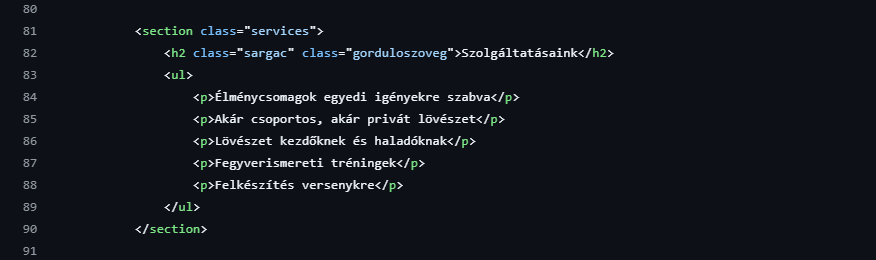 80
81 <section class="services">
82 <h2 class="sargac" class="garduloszoveg">Szolgáltatásaink</h2>
83 <ul>
84 <p>Élménycsomagok egyedi igényekre szabva</p>
85 <p>Akár csoportos, akár privát lövészet</p>
86 <p>Lövészet kezdőknek és haladóknak</p>
87 <p>Fegyverismereti tréningek</p>
88 <p>Felkészítés versenykre</p>
89 </ul>
90 </section>
91